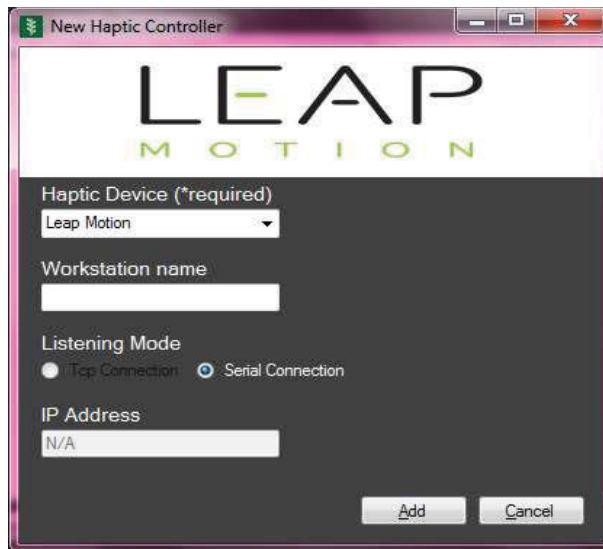 New Haptic Controller
LEAP
MOTION
Haptic Device (*required)
Leap Motion
Workstation name
Listening Mode
Tcp Connection Serial Connection
IP Address
N/A
Add Cancel